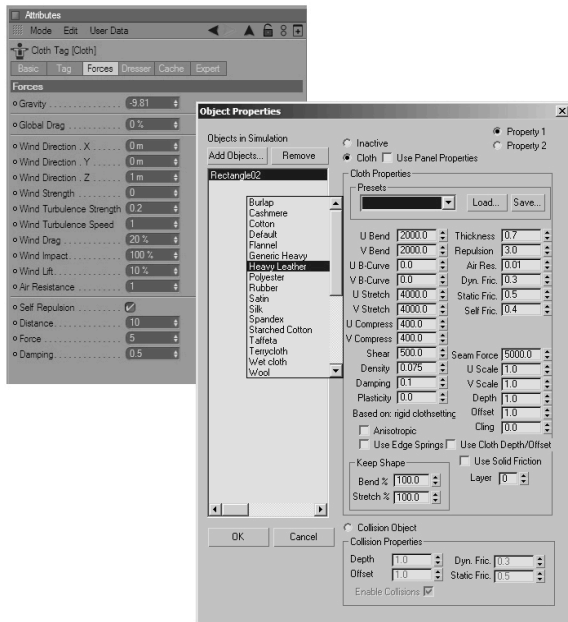 Attributes
Mode Edit User Data
Cloth Tag [Cloth]
Basic Tag Forces Dresser Cache Expert
Forces
Gravity . . . . . . . . . . . -9.81
Global Drag . . . . . . . . . 0 %
Wind Direction . X . . . . 0 m
Wind Direction . Y . . . . 0 m
Wind Direction . Z . . . . 1 m
Wind Strength . . . . . . . 0
Wind Turbulence Strength 0.2
Wind Turbulence Speed 1
Wind Drag . . . . . . . . . 20 %
Wind Impact . . . . . . . . 100 %
Wind Lift . . . . . . . . . . 10 %
Air Resistance . . . . . . . 1
Self Repulsion
Distance . . . . . . . . . . 10
Force . . . . . . . . . . . . 5
Damping . . . . . . . . . . 0.5
Object Properties
Objects in Simulation
Add Objects... Remove
Rectangle02
Inactive
Property 1
Cloth Use Panel Properties
Property 2
Cloth Properties
Presets
Load... Save...
Burlap
Cashmere
Cotton
Default
Flannel
Generic Heavy
Heavy Leather
Polyester
Rubber
Satin
Silk
Spandex
Starched Cotton
Taffeta
Terrycloth
Wet cloth
Wool
U Bend 2000.0 Thickness 0.7
V Bend 2000.0 Repulsion 3.0
U B-Curve 0.0 Air Res. 0.01
V B-Curve 0.0 Dyn. Fric. 0.3
U Stretch 4000.0 Static Fric. 0.5
V Stretch 4000.0 Self Fric. 0.4
U Compress 400.0
V Compress 400.0
Shear 500.0 Seam Force 5000.0
Density 0.075 U Scale 1.0
Damping 0.1 V Scale 1.0
Plasticity 0.0 Depth 1.0
Based on: rigid clothsetting Offset 1.0
Anisotropic Cling 0.0
Use Edge Springs Use Cloth Depth/Offset
Keep Shape Use Solid Friction
Bend % 100.0 Layer 0
Stretch % 100.0
OK Cancel
Collision Object
Collision Properties
Depth 1.0 Dyn. Fric. 0.3
Offset 1.0 Static Fric. 0.5
Enable Collisions